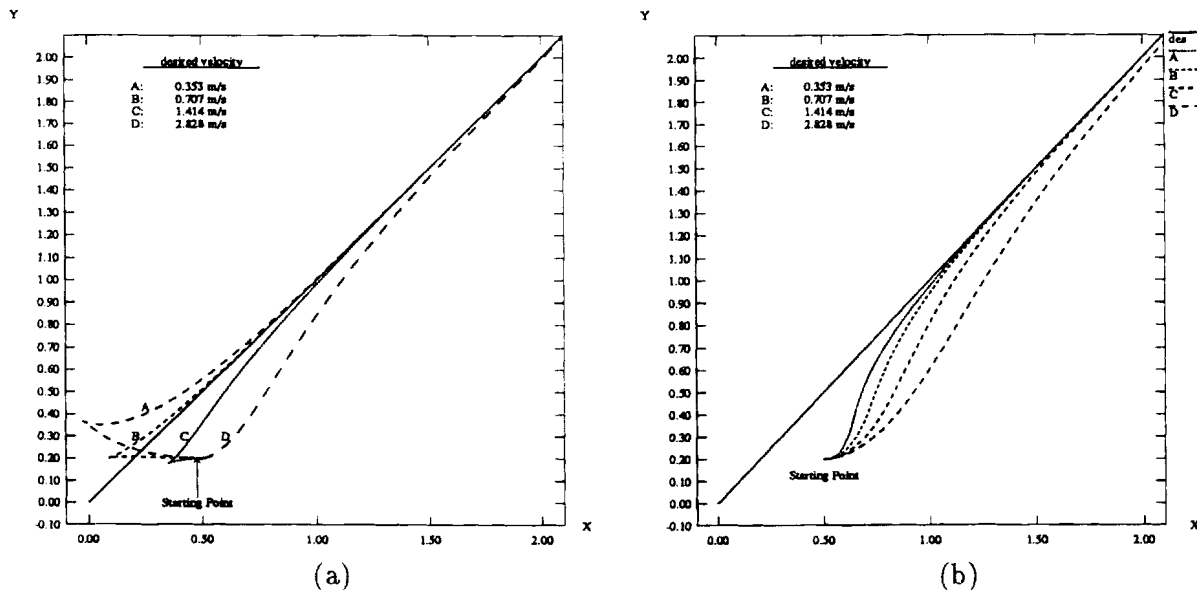 Y
2.00
1.90
1.80
1.70
1.60
1.50
1.40
1.30
1.20
1.10
1.00
0.90
0.80
0.70
0.60
0.50
0.40
0.30
0.20
0.10
0.00
-0.10
desired velocity
A: 0.353 m/s
B: 0.707 m/s
C: 1.414 m/s
D: 2.828 m/s
A
B
C
D
Starting Point
0.00
0.50
1.00
1.50
2.00
X
(a)
Y
2.00
1.90
1.80
1.70
1.60
1.50
1.40
1.30
1.20
1.10
1.00
0.90
0.80
0.70
0.60
0.50
0.40
0.30
0.20
0.10
0.00
-0.10
desired velocity
A: 0.353 m/s
B: 0.707 m/s
C: 1.414 m/s
D: 2.828 m/s
des
A
B
C
D
Starting Point
0.00
0.50
1.00
1.50
2.00
X
(b)